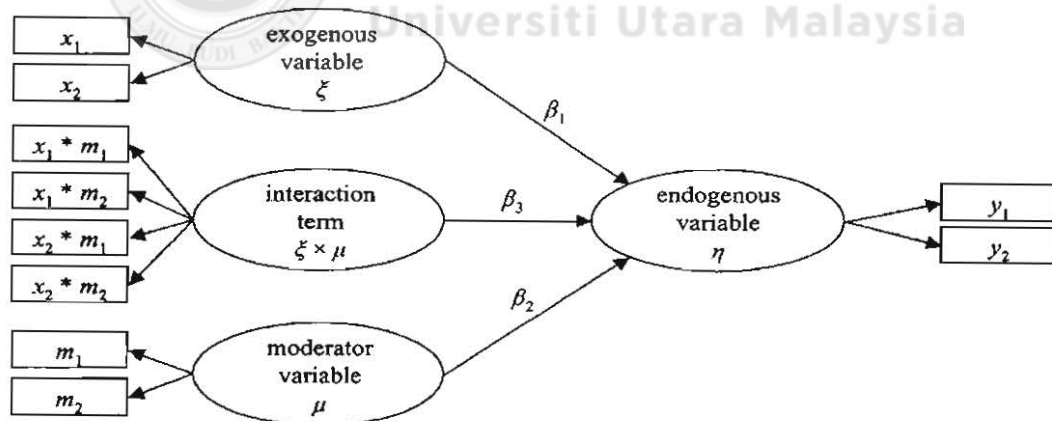 Universiti Utara Malaysia
x₁
x₂
exogenous
variable
ξ
β₁
x₁ * m₁
x₁ * m₂
x₂ * m₁
x₂ * m₂
interaction
term
ξ × μ
β₃
endogenous
variable
η
y₁
y₂
β₂
m₁
m₂
moderator
variable
μ